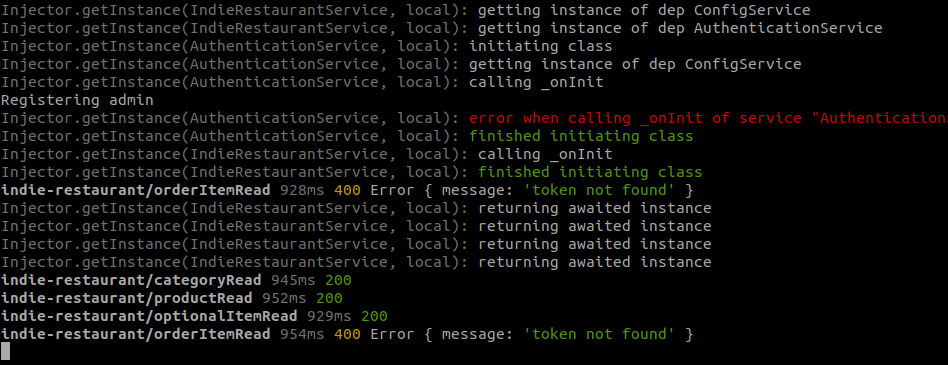 Injector.getInstance(IndieRestaurantService, local): getting instance of dep ConfigService
Injector.getInstance(IndieRestaurantService, local): getting instance of dep AuthenticationService
Injector.getInstance(AuthenticationService, local): initiating class
Injector.getInstance(AuthenticationService, local): getting instance of dep ConfigService
Injector.getInstance(AuthenticationService, local): calling _onInit
Registering admin
Injector.getInstance(AuthenticationService, local): error when calling _onInit of service "Authentication
Injector.getInstance(AuthenticationService, local): finished initiating class
Injector.getInstance(IndieRestaurantService, local): calling _onInit
Injector.getInstance(IndieRestaurantService, local): finished initiating class
indie-restaurant/orderItemRead 928ms 400 Error { message: 'token not found' }
Injector.getInstance(IndieRestaurantService, local): returning awaited instance
Injector.getInstance(IndieRestaurantService, local): returning awaited instance
Injector.getInstance(IndieRestaurantService, local): returning awaited instance
Injector.getInstance(IndieRestaurantService, local): returning awaited instance
indie-restaurant/categoryRead 945ms 200
indie-restaurant/productRead 952ms 200
indie-restaurant/optionalItemRead 929ms 200
indie-restaurant/orderItemRead 954ms 400 Error { message: 'token not found' }